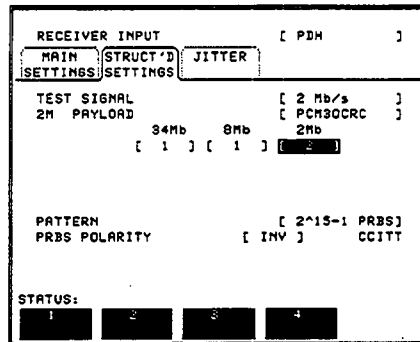 RECEIVER INPUT [ PDH ]
MAIN SETTINGS STRUCT'D SETTINGS JITTER
TEST SIGNAL [ 2 Mb/s ]
2M PAYLOAD [ PCM30CRC ]
34Mb 8Mb 2Mb
[ 1 ] [ 1 ] [ 2 ]
PATTERN [ 2^15-1 PRBS]
PRBS POLARITY [ INV ] CCITT
STATUS:
1 2 3 4